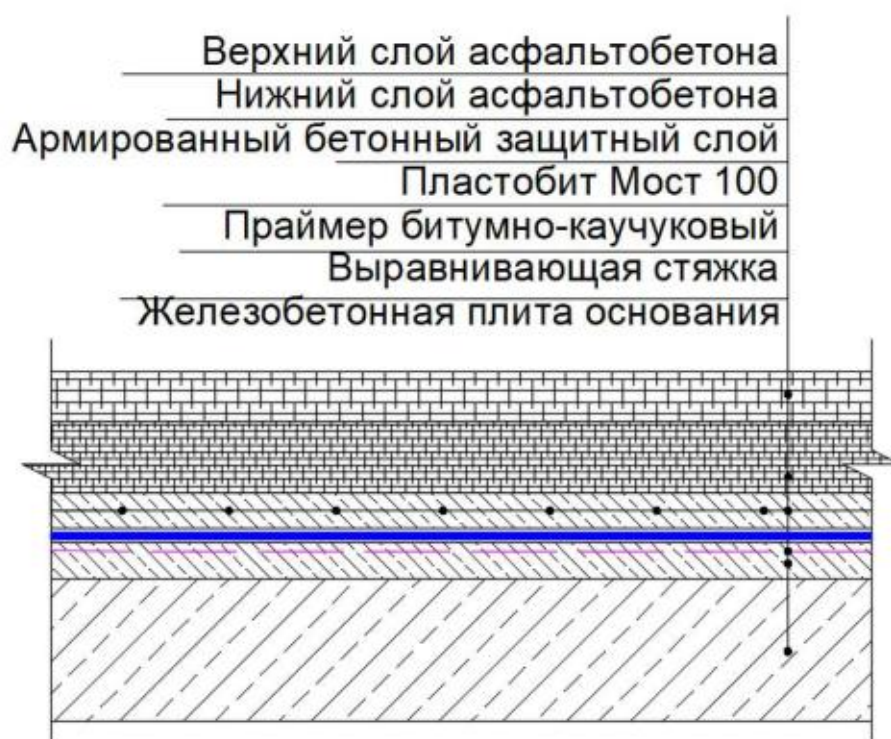 Верхний слой асфальтобетона
Нижний слой асфальтобетона
Армированный бетонный защитный слой
Пластобит Мост 100
Праймер битумно-каучуковый
Выравнивающая стяжка
Железобетонная плита основания